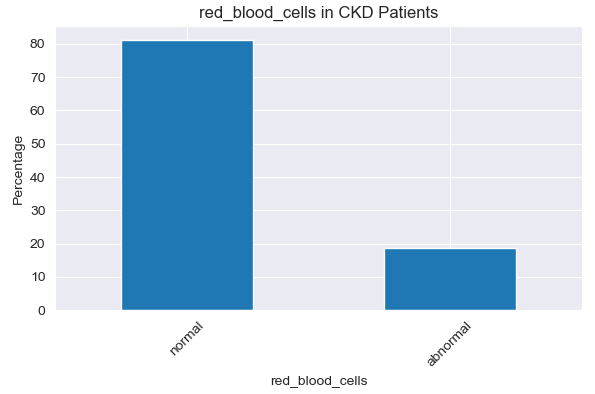 red_blood_cells in CKD Patients
Percentage
80
70
60
50
40
30
20
10
0
normal
abnormal
red_blood_cells